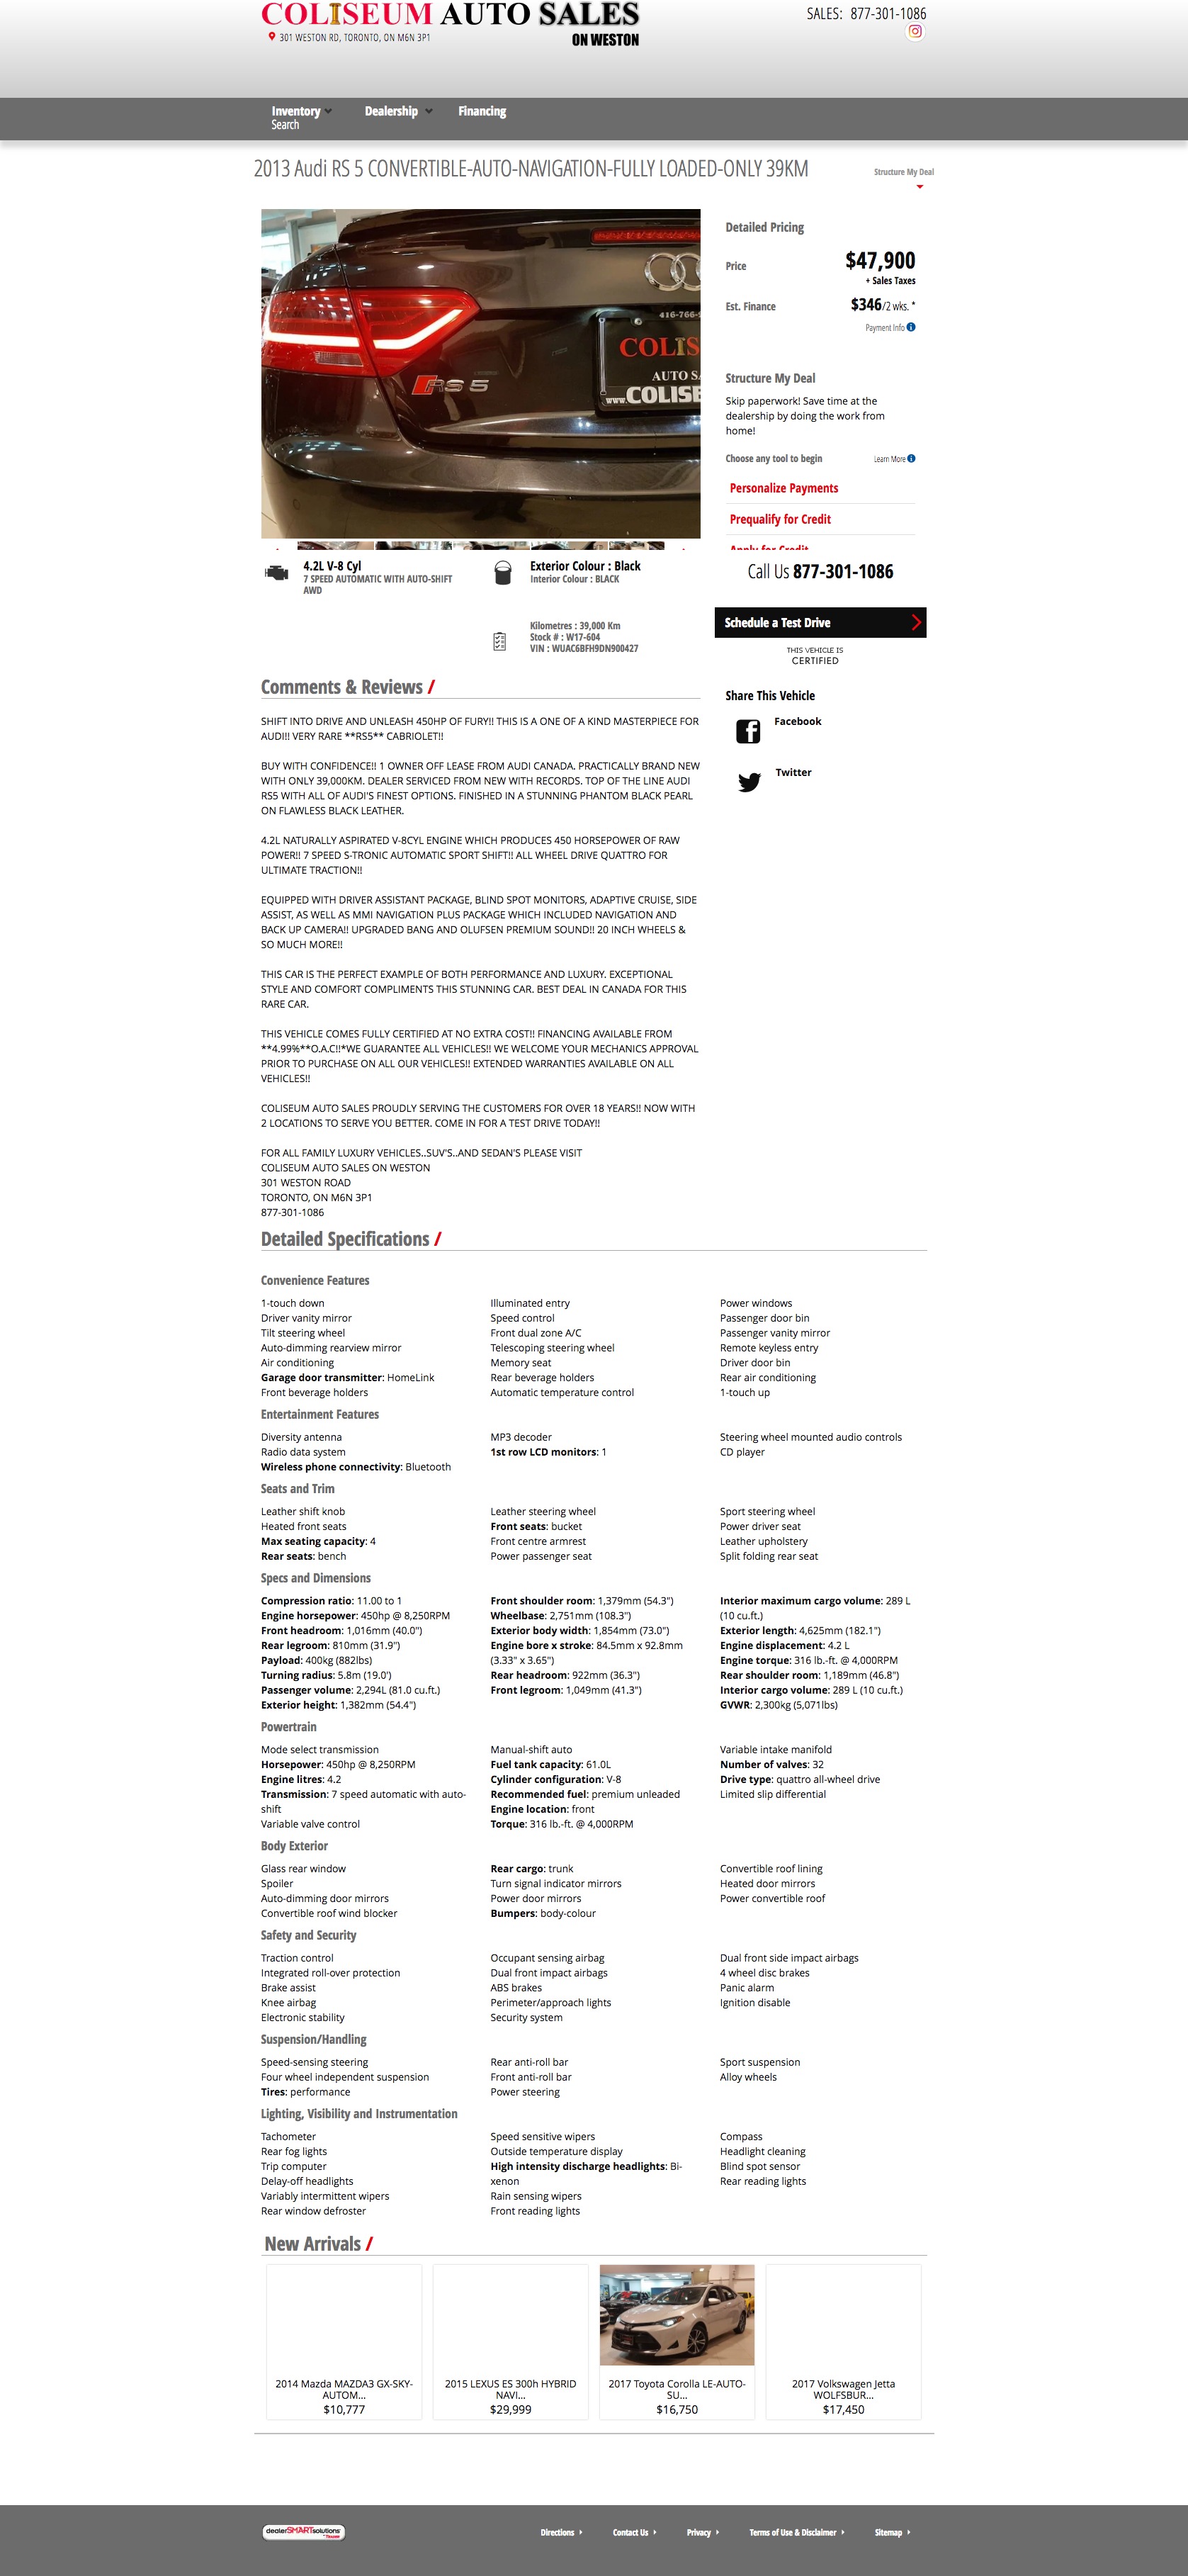 COLISEUM AUTO SALES
ON WESTON
301 WESTON RD, TORONTO, ON M6N 3P1
SALES: 877-301-1086
Inventory
Dealership
Financing
Search
2013 Audi RS 5 CONVERTIBLE-AUTO-NAVIGATION-FULLY LOADED-ONLY 39KM
Structure My Deal
416-766-
COLIS
AUTO SA
www.COLISE
RS 5
Detailed Pricing
Price
$47,900
+ Sales Taxes
Est. Finance
$346/2 wks. *
Payment Info
Structure My Deal
Skip paperwork! Save time at the
dealership by doing the work from
home!
Choose any tool to begin
Learn More
Personalize Payments
Prequalify for Credit
Apply for Credit
Call Us 877-301-1086
4.2L V-8 Cyl
7 SPEED AUTOMATIC WITH AUTO-SHIFT
AWD
Exterior Colour : Black
Interior Colour : BLACK
Kilometres : 39,000 Km
Stock # : W17-604
VIN : WUAC6BFH9DN900427
Schedule a Test Drive
THIS VEHICLE IS
CERTIFIED
Share This Vehicle
Facebook
Twitter
Comments & Reviews /
SHIFT INTO DRIVE AND UNLEASH 450HP OF FURY!! THIS IS A ONE OF A KIND MASTERPIECE FOR
AUDI!! VERY RARE **RS5** CABRIOLET!!
BUY WITH CONFIDENCE!! 1 OWNER OFF LEASE FROM AUDI CANADA. PRACTICALLY BRAND NEW
WITH ONLY 39,000KM. DEALER SERVICED FROM NEW WITH RECORDS. TOP OF THE LINE AUDI
RS5 WITH ALL OF AUDI'S FINEST OPTIONS. FINISHED IN A STUNNING PHANTOM BLACK PEARL
ON FLAWLESS BLACK LEATHER.
4.2L NATURALLY ASPIRATED V-8CYL ENGINE WHICH PRODUCES 450 HORSEPOWER OF RAW
POWER!! 7 SPEED S-TRONIC AUTOMATIC SPORT SHIFT!! ALL WHEEL DRIVE QUATTRO FOR
ULTIMATE TRACTION!!
EQUIPPED WITH DRIVER ASSISTANT PACKAGE, BLIND SPOT MONITORS, ADAPTIVE CRUISE, SIDE
ASSIST, AS WELL AS MMI NAVIGATION PLUS PACKAGE WHICH INCLUDED NAVIGATION AND
BACK UP CAMERA!! UPGRADED BANG AND OLUFSEN PREMIUM SOUND!! 20 INCH WHEELS &
SO MUCH MORE!!
THIS CAR IS THE PERFECT EXAMPLE OF BOTH PERFORMANCE AND LUXURY. EXCEPTIONAL
STYLE AND COMFORT COMPLIMENTS THIS STUNNING CAR. BEST DEAL IN CANADA FOR THIS
RARE CAR.
THIS VEHICLE COMES FULLY CERTIFIED AT NO EXTRA COST!! FINANCING AVAILABLE FROM
**4.99%**O.A.C!!*WE GUARANTEE ALL VEHICLES!! WE WELCOME YOUR MECHANICS APPROVAL
PRIOR TO PURCHASE ON ALL OUR VEHICLES!! EXTENDED WARRANTIES AVAILABLE ON ALL
VEHICLES!!
COLISEUM AUTO SALES PROUDLY SERVING THE CUSTOMERS FOR OVER 18 YEARS!! NOW WITH
2 LOCATIONS TO SERVE YOU BETTER. COME IN FOR A TEST DRIVE TODAY!!
FOR ALL FAMILY LUXURY VEHICLES..SUV'S..AND SEDAN'S PLEASE VISIT
COLISEUM AUTO SALES ON WESTON
301 WESTON ROAD
TORONTO, ON M6N 3P1
877-301-1086
Detailed Specifications /
Convenience Features
1-touch down
Driver vanity mirror
Tilt steering wheel
Auto-dimming rearview mirror
Air conditioning
Garage door transmitter: HomeLink
Front beverage holders
Illuminated entry
Speed control
Front dual zone A/C
Telescoping steering wheel
Memory seat
Rear beverage holders
Automatic temperature control
Power windows
Passenger door bin
Passenger vanity mirror
Remote keyless entry
Driver door bin
Rear air conditioning
1-touch up
Entertainment Features
Diversity antenna
Radio data system
Wireless phone connectivity: Bluetooth
MP3 decoder
1st row LCD monitors: 1
Steering wheel mounted audio controls
CD player
Seats and Trim
Leather shift knob
Heated front seats
Max seating capacity: 4
Rear seats: bench
Leather steering wheel
Front seats: bucket
Front centre armrest
Power passenger seat
Sport steering wheel
Power driver seat
Leather upholstery
Split folding rear seat
Specs and Dimensions
Compression ratio: 11.00 to 1
Engine horsepower: 450hp @ 8,250RPM
Front headroom: 1,016mm (40.0")
Rear legroom: 810mm (31.9")
Payload: 400kg (882lbs)
Turning radius: 5.8m (19.0')
Passenger volume: 2,294L (81.0 cu.ft.)
Exterior height: 1,382mm (54.4")
Front shoulder room: 1,379mm (54.3")
Wheelbase: 2,751mm (108.3")
Exterior body width: 1,854mm (73.0")
Engine bore x stroke: 84.5mm x 92.8mm
(3.33" x 3.65")
Rear headroom: 922mm (36.3")
Front legroom: 1,049mm (41.3")
Interior maximum cargo volume: 289 L
(10 cu.ft.)
Exterior length: 4,625mm (182.1")
Engine displacement: 4.2 L
Engine torque: 316 lb.-ft. @ 4,000RPM
Rear shoulder room: 1,189mm (46.8")
Interior cargo volume: 289 L (10 cu.ft.)
GVWR: 2,300kg (5,071lbs)
Powertrain
Mode select transmission
Horsepower: 450hp @ 8,250RPM
Engine litres: 4.2
Transmission: 7 speed automatic with auto-
shift
Variable valve control
Manual-shift auto
Fuel tank capacity: 61.0L
Cylinder configuration: V-8
Recommended fuel: premium unleaded
Engine location: front
Torque: 316 lb.-ft. @ 4,000RPM
Variable intake manifold
Number of valves: 32
Drive type: quattro all-wheel drive
Limited slip differential
Body Exterior
Glass rear window
Spoiler
Auto-dimming door mirrors
Convertible roof wind blocker
Rear cargo: trunk
Turn signal indicator mirrors
Power door mirrors
Bumpers: body-colour
Convertible roof lining
Heated door mirrors
Power convertible roof
Safety and Security
Traction control
Integrated roll-over protection
Brake assist
Knee airbag
Electronic stability
Occupant sensing airbag
Dual front impact airbags
ABS brakes
Perimeter/approach lights
Security system
Dual front side impact airbags
4 wheel disc brakes
Panic alarm
Ignition disable
Suspension/Handling
Speed-sensing steering
Four wheel independent suspension
Tires: performance
Rear anti-roll bar
Front anti-roll bar
Power steering
Sport suspension
Alloy wheels
Lighting, Visibility and Instrumentation
Tachometer
Rear fog lights
Trip computer
Delay-off headlights
Variably intermittent wipers
Rear window defroster
Speed sensitive wipers
Outside temperature display
High intensity discharge headlights: Bi-
xenon
Rain sensing wipers
Front reading lights
Compass
Headlight cleaning
Blind spot sensor
Rear reading lights
New Arrivals /
2014 Mazda MAZDA3 GX-SKY-
AUTOM...
$10,777
2015 LEXUS ES 300h HYBRID
NAVI...
$29,999
2017 Toyota Corolla LE-AUTO-
SU...
$16,750
2017 Volkswagen Jetta
WOLFSBUR...
$17,450
dealerSMARTsolutions
Directions
Contact Us
Privacy
Terms of Use & Disclaimer
Sitemap